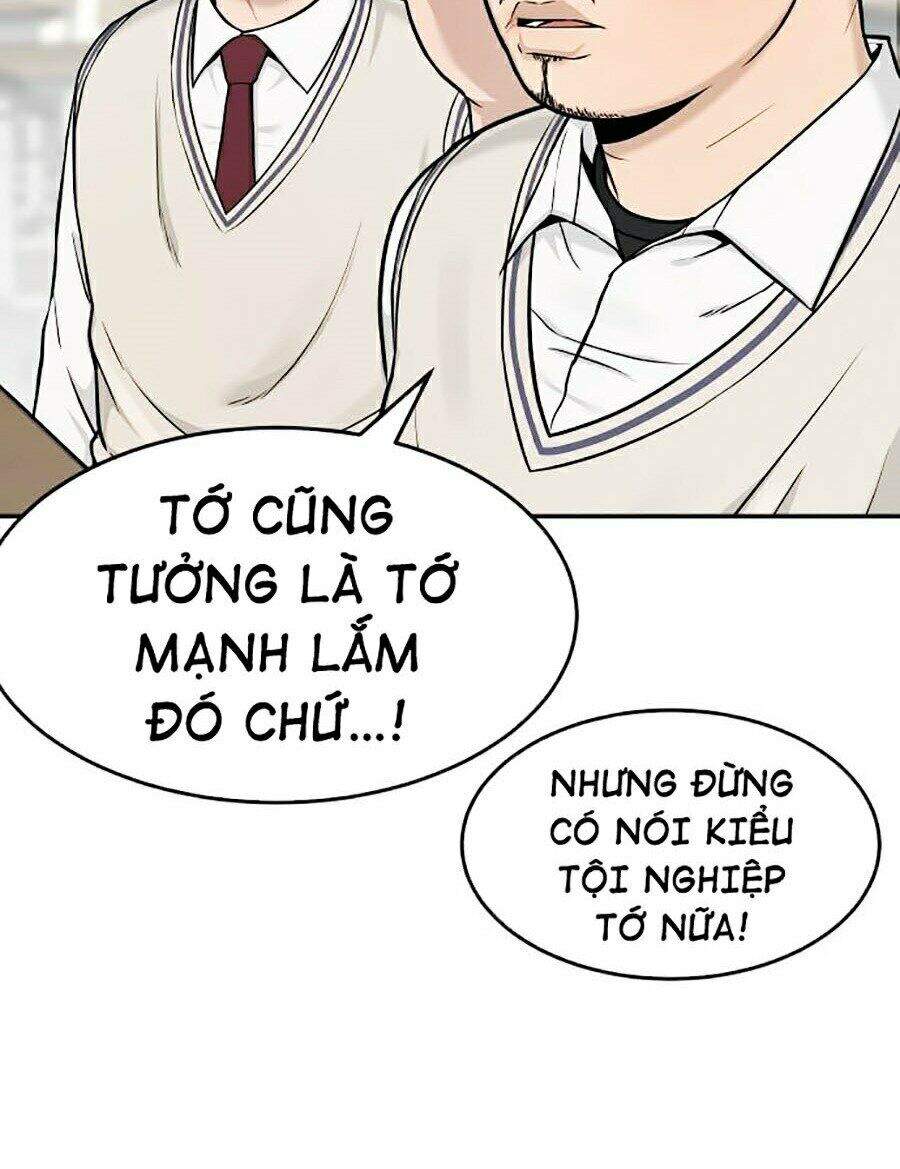 TỚ CŨNG
TƯỞNG LÀ TỚ
MẠNH LẮM
ĐÓ CHỨ...!
NHƯNG ĐỪNG
CÓ NÓI KIỂU
TỘI NGHIỆP
TỚ NỮA!